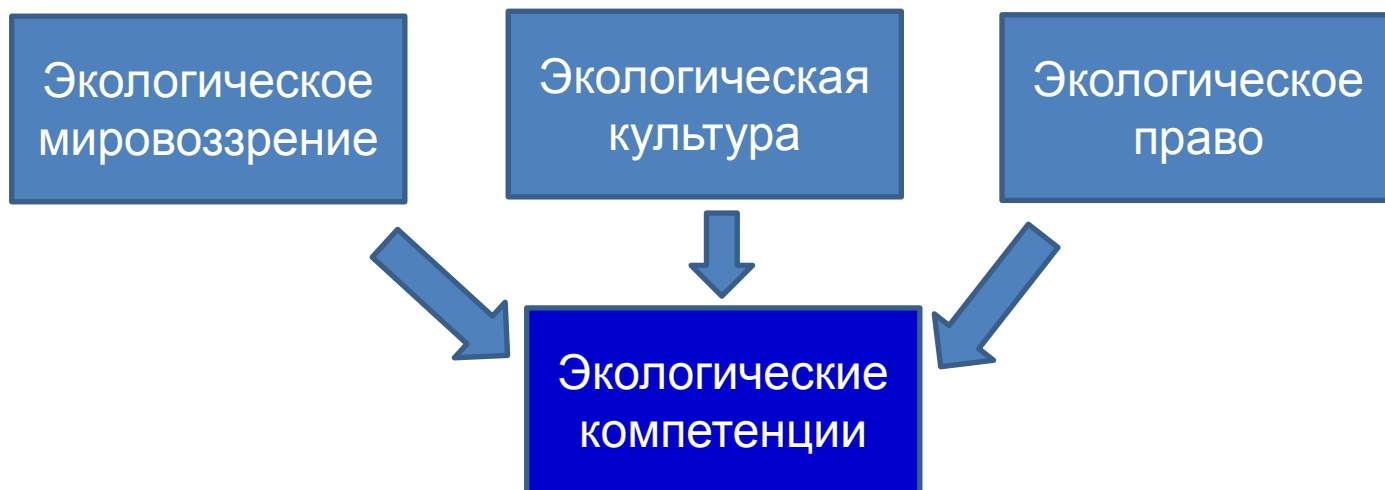 Экологическое
мировоззрение
Экологическая
культура
Экологическое
право
Экологические
компетенции